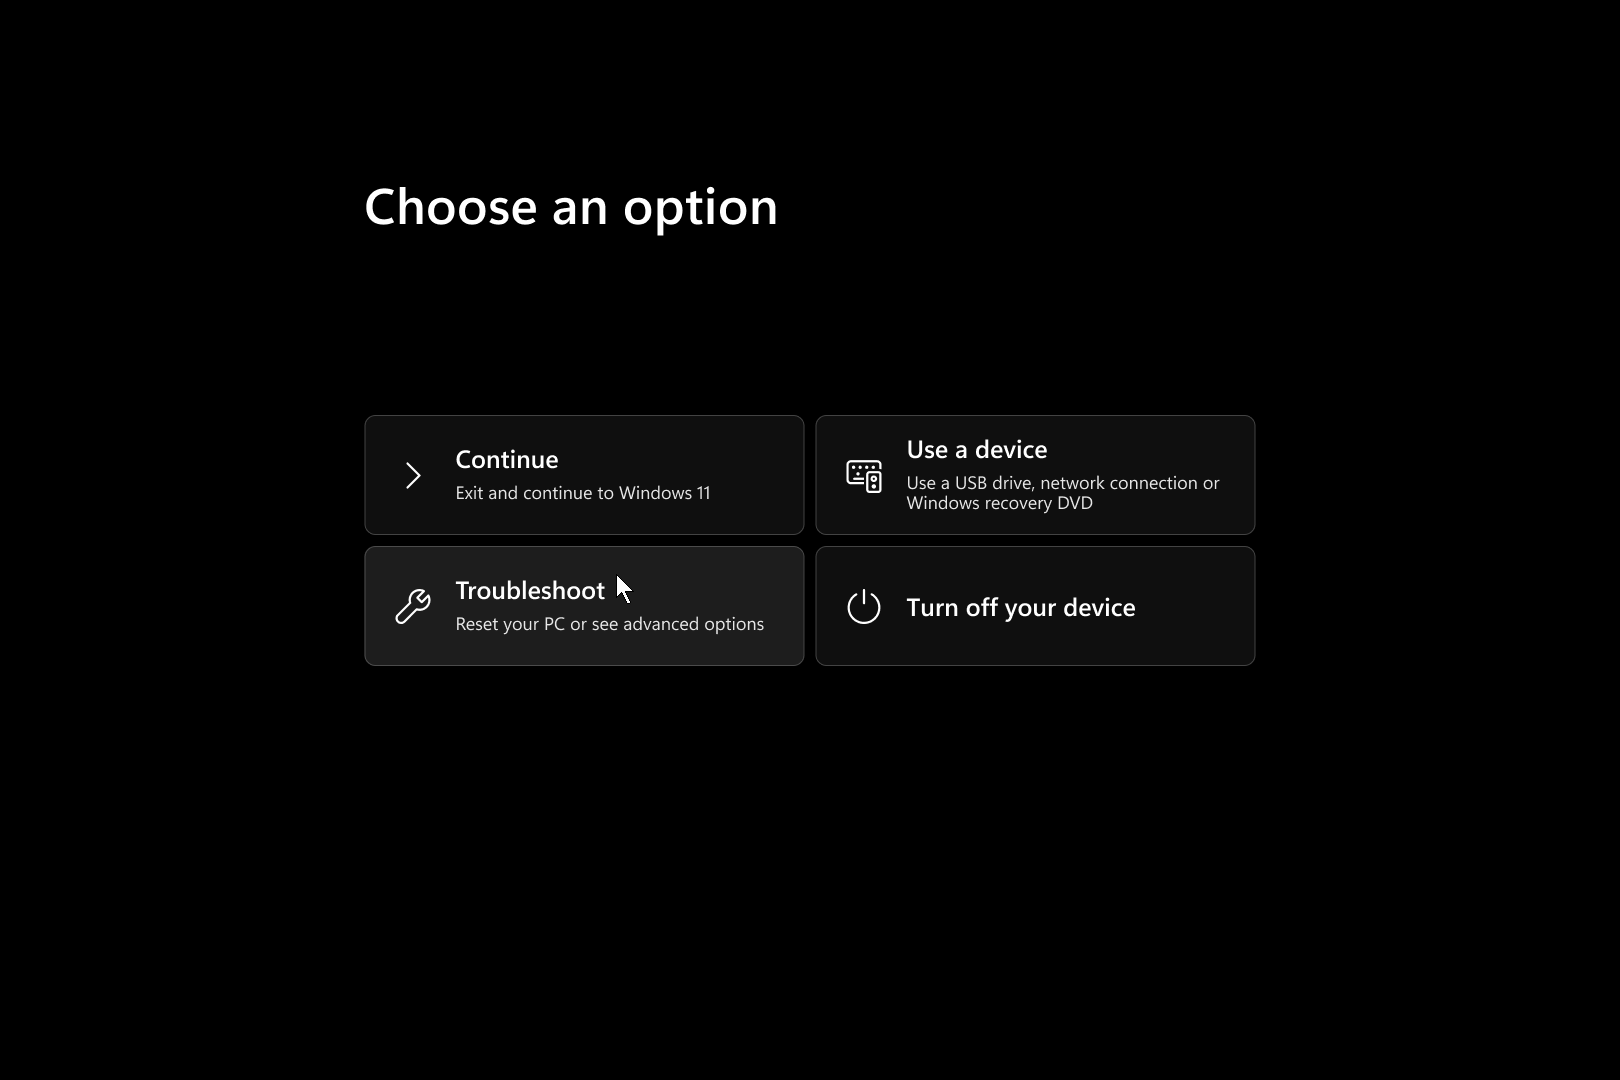 Choose an option
Continue
Exit and continue to Windows 11
Use a device
Use a USB drive, network connection or
Windows recovery DVD
Troubleshoot
Reset your PC or see advanced options
Turn off your device